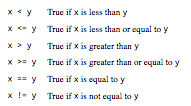 x < y True if x is less than y
x <= y True if x is less than or equal to y
x > y True if x is greater than y
x >= y True if x is greater than or equal to y
x == y True if x is equal to y
x != y True if x is not equal to y